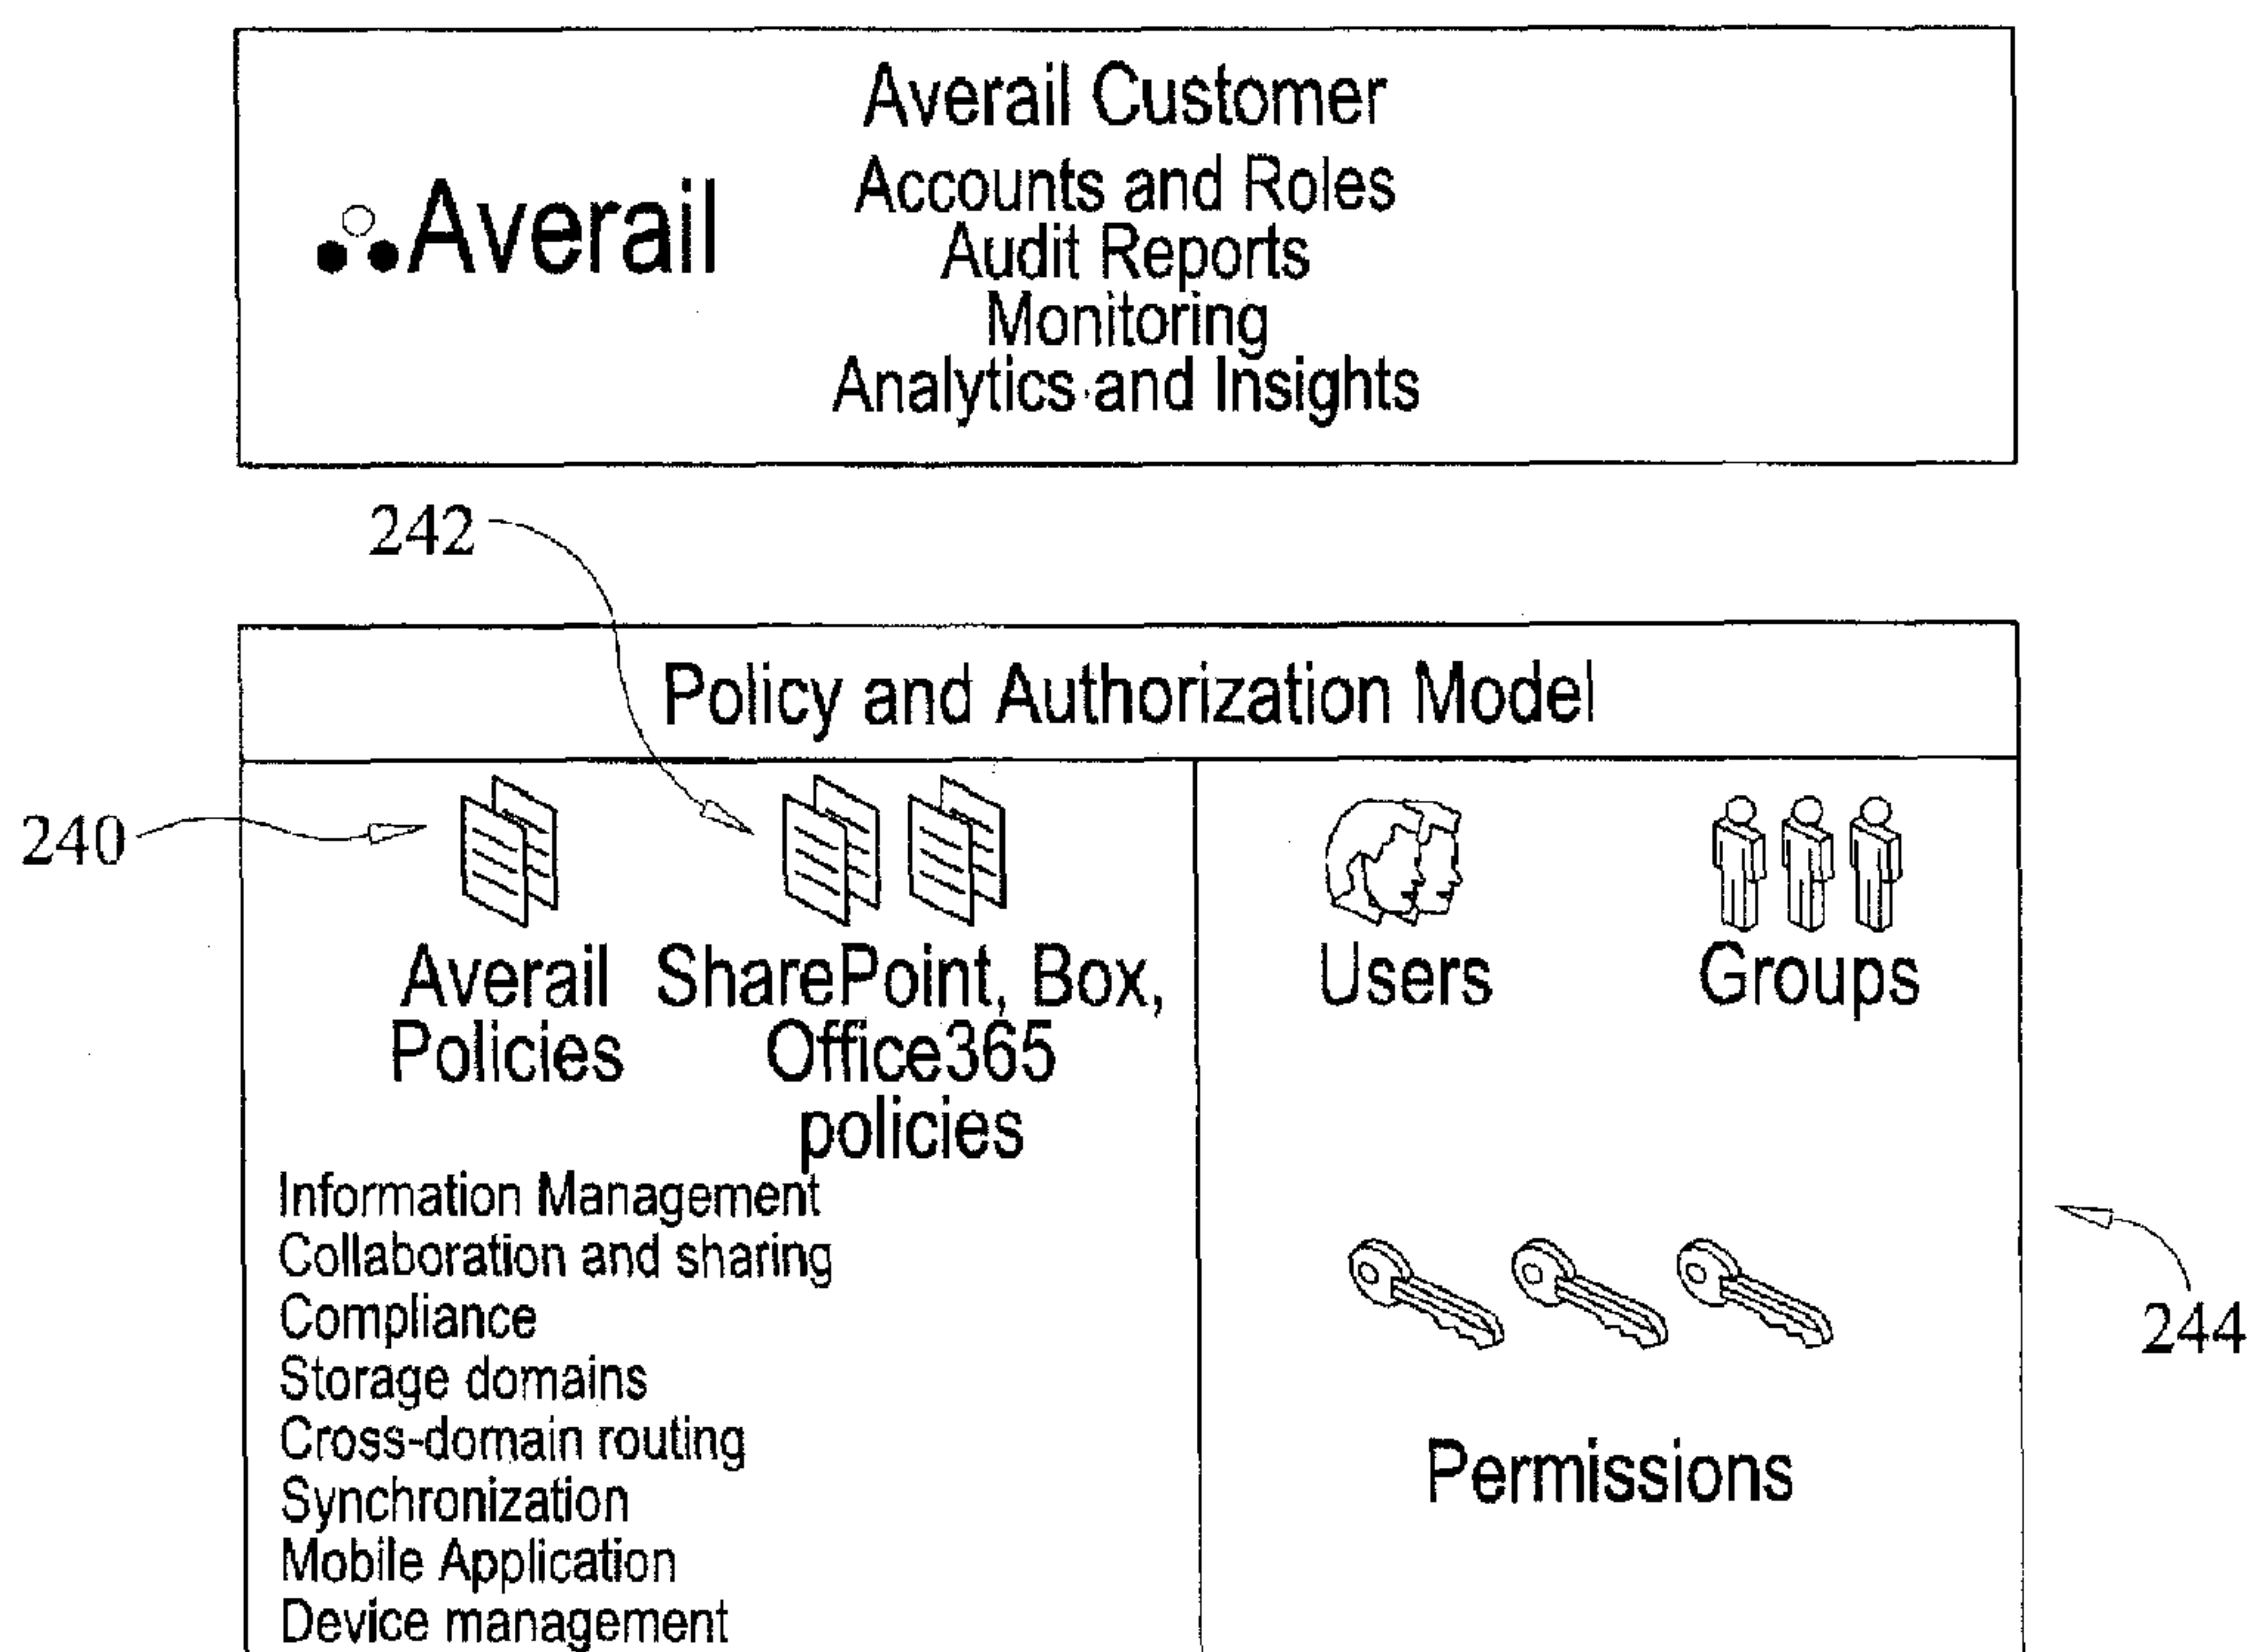 Averail Customer
Averail
Accounts and Roles
Audit Reports
Monitoring
Analytics and Insights
242
Policy and Authorization Model
240
Averail
Policies
SharePoint, Box,
Office365
policies
Users
Groups
Information Management
Collaboration and sharing
Compliance
Storage domains
Cross-domain routing
Synchronization
Mobile Application
Device management
Permissions
244